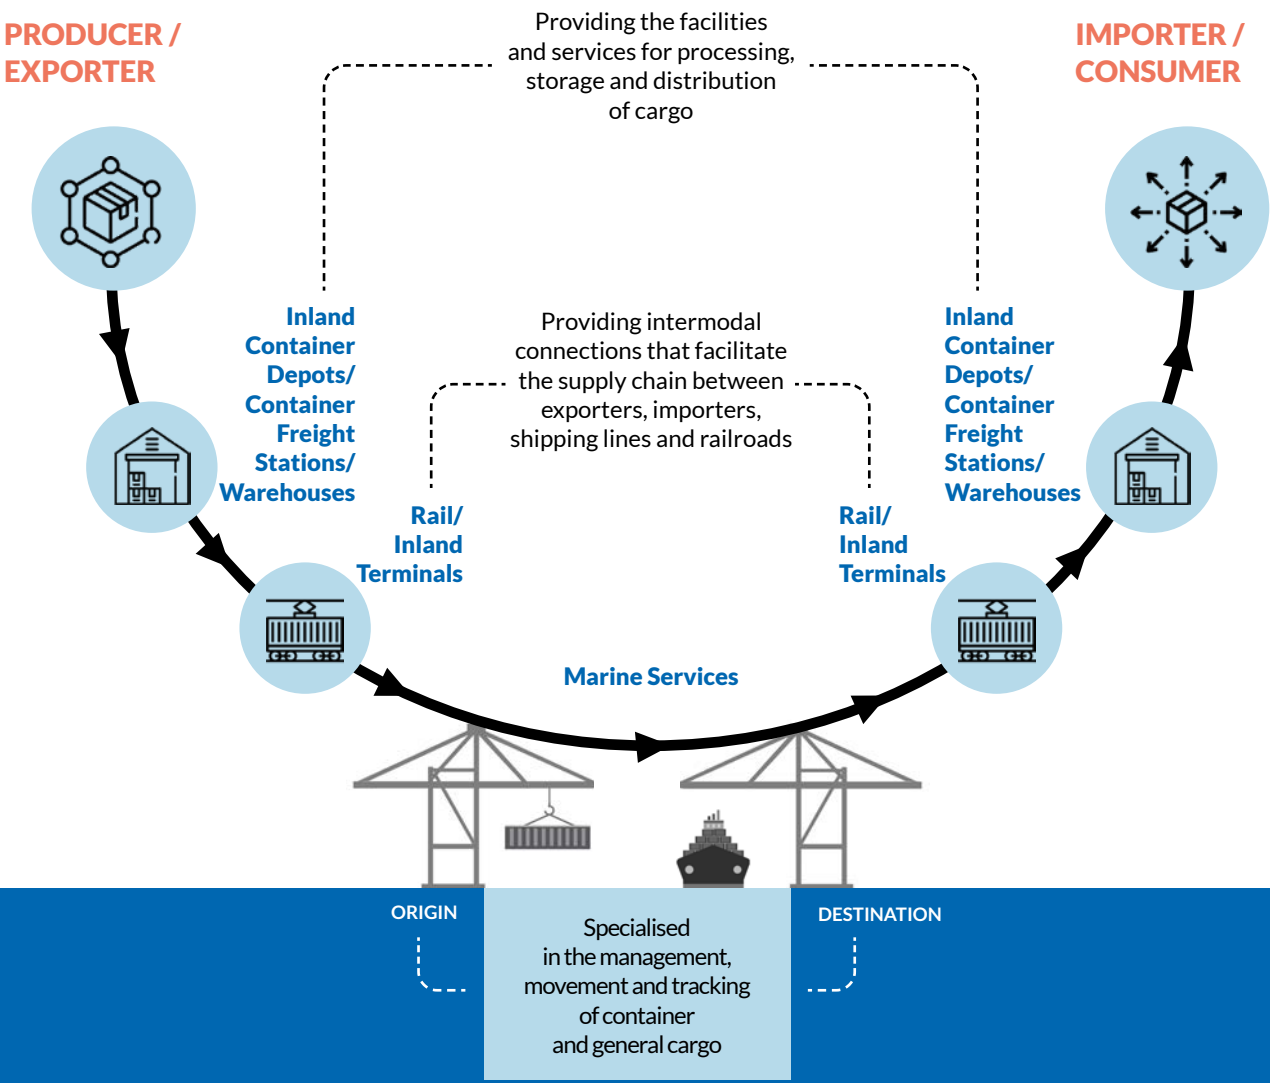 PRODUCER /
EXPORTER
Providing the facilities
and services for processing,
storage and distribution
of cargo
IMPORTER /
CONSUMER
Inland
Container
Depots/
Container
Freight
Stations/
Warehouses
Providing intermodal
connections that facilitate
the supply chain between
exporters, importers,
shipping lines and railroads
Inland
Container
Depots/
Container
Freight
Stations/
Warehouses
Rail/
Inland
Terminals
Rail/
Inland
Terminals
Marine Services
ORIGIN
Specialised
in the management,
movement and tracking
of container
and general cargo
DESTINATION